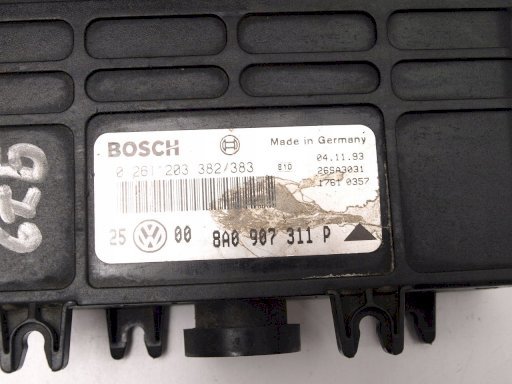 BOSCH
Made in Germany
0 261 203 382/383
BYD
04.11.93
26SA3031
1761 0357
25
00
8A0 907 311 P